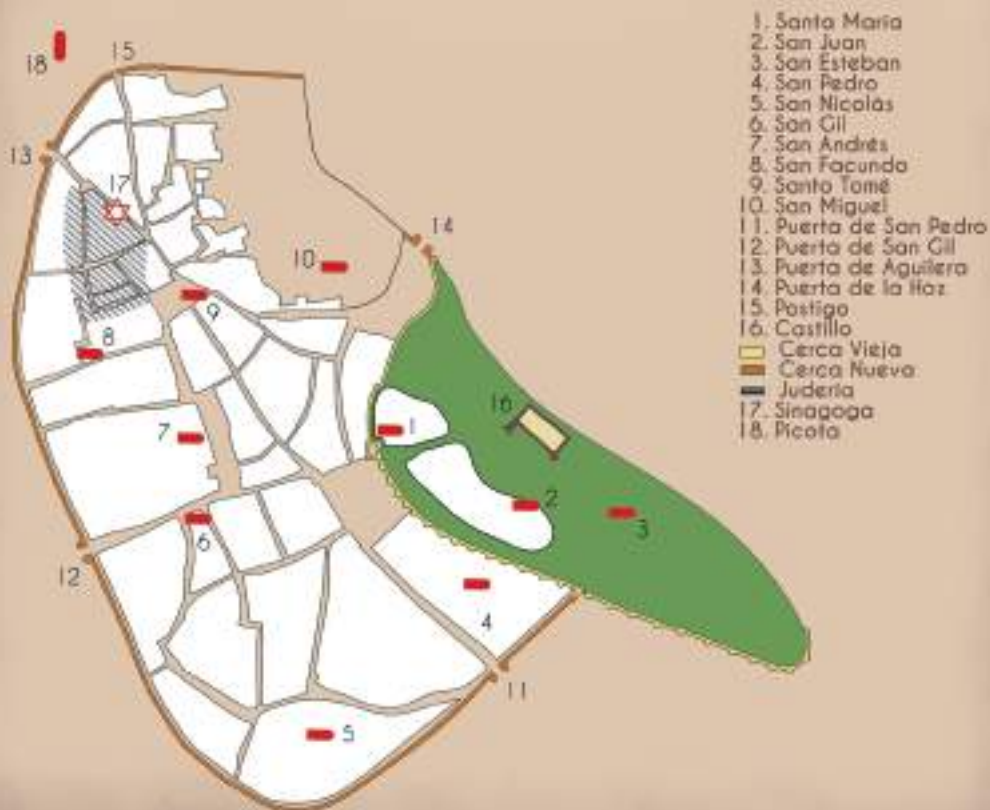 1. Santa María
2. San Juan
3. San Esteban
4. San Pedro
5. San Nicolás
6. San Gil
7. San Andrés
8. San Facundo
9. Santo Tomé
10. San Miguel
11. Puerta de San Pedro
12. Puerta de San Gil
13. Puerta de Aguilera
14. Puerta de la Hoz
15. Postigo
16. Castillo
Cerca Vieja
Cerca Nueva
Judería
17. Sinagoga
18. Picota
18
15
13
17
14
10
9
8
16
1
7
2
3
6
12
4
11
5